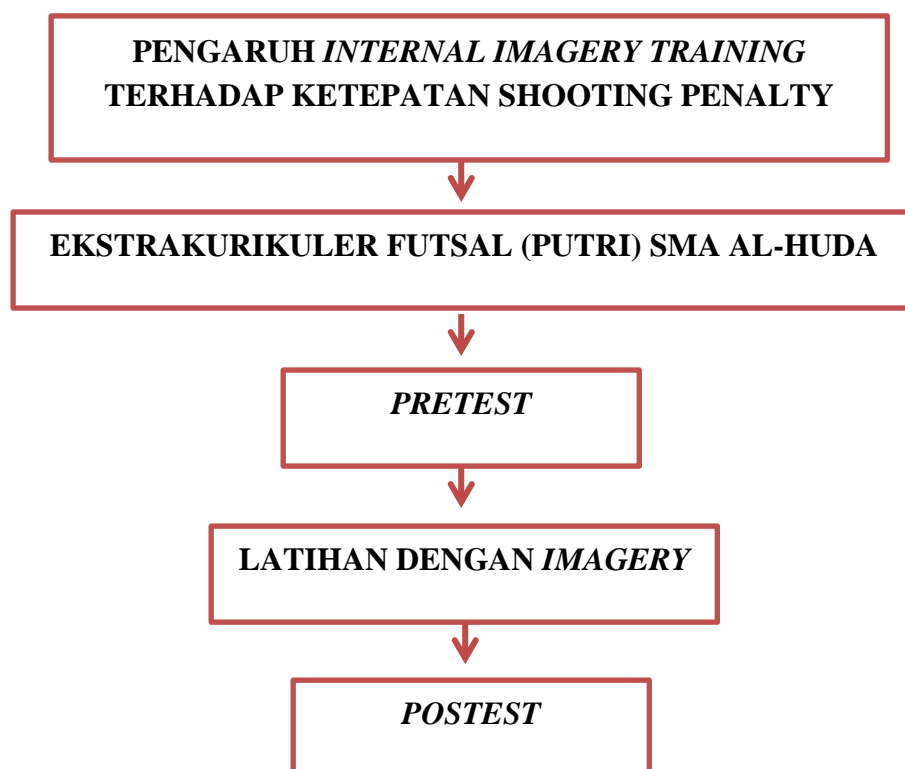 PENGARUH INTERNAL IMAGERY TRAINING
TERHADAP KETEPATAN SHOOTING PENALTY
EKSTRAKURIKULER FUTSAL (PUTRI) SMA AL-HUDA
PRETEST
LATIHAN DENGAN IMAGERY
POSTEST